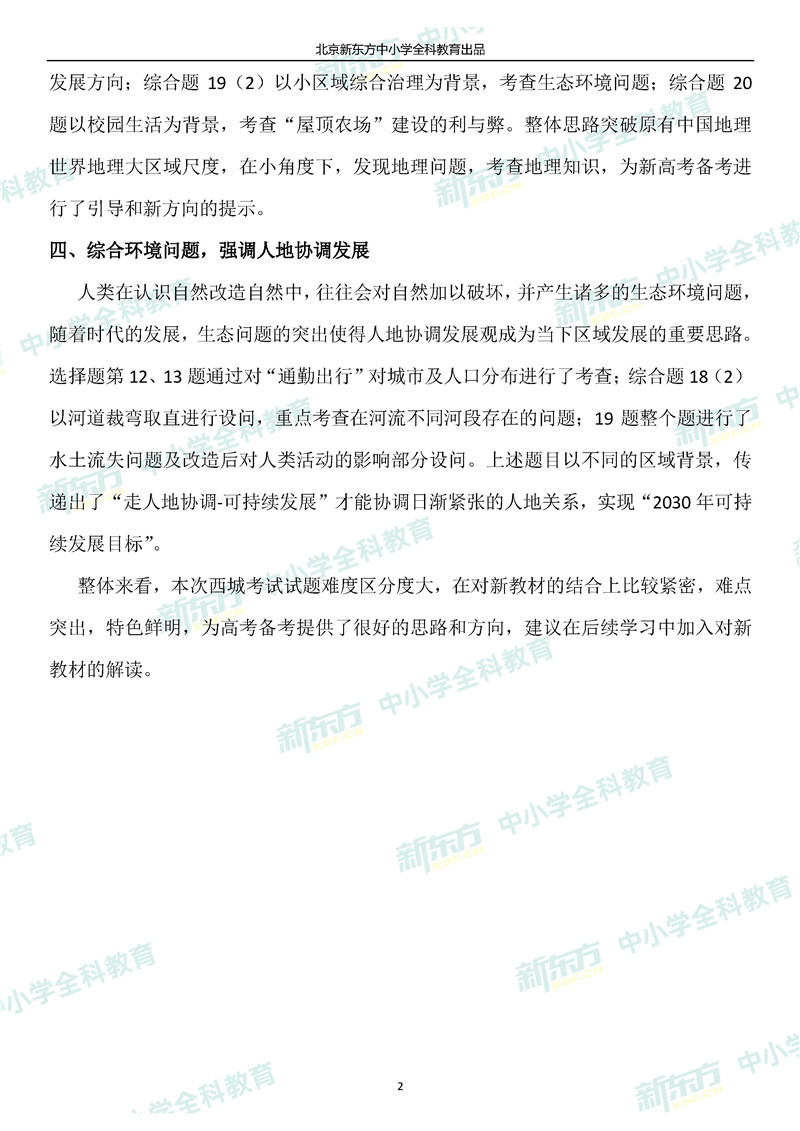 北京新东方中小学全科教育出品
发展方向；综合题 19（2）以小区域综合治理为背景，考查生态环境问题；综合题 20
题以校园生活为背景，考查“屋顶农场”建设的利与弊。整体思路突破原有中国地理
世界地理大区域尺度，在小角度下，发现地理问题，考查地理知识，为新高考备考进
行了引导和新方向的提示。
四、综合环境问题，强调人地协调发展
人类在认识自然改造自然中，往往会对自然加以破坏，并产生诸多的生态环境问题，
随着时代的发展，生态问题的突出使得人地协调发展观成为当下区域发展的重要思路。
选择题第 12、13 题通过对“通勤出行”对城市及人口分布进行了考查；综合题 18（2）
以河道裁弯取直进行设问，重点考查在河流不同河段存在的问题；19 题整个题进行了
水土流失问题及改造后对人类活动的影响部分设问。上述题目以不同的区域背景，传
递出了“走人地协调-可持续发展”才能协调日渐紧张的人地关系，实现“2030 年可持
续发展目标”。
整体来看，本次西城考试试题难度区分度大，在对新教材的结合上比较紧密，难点
突出，特色鲜明，为高考备考提供了很好的思路和方向，建议在后续学习中加入对新
教材的解读。
新东方 XDF.CN 中小学全科教育
2